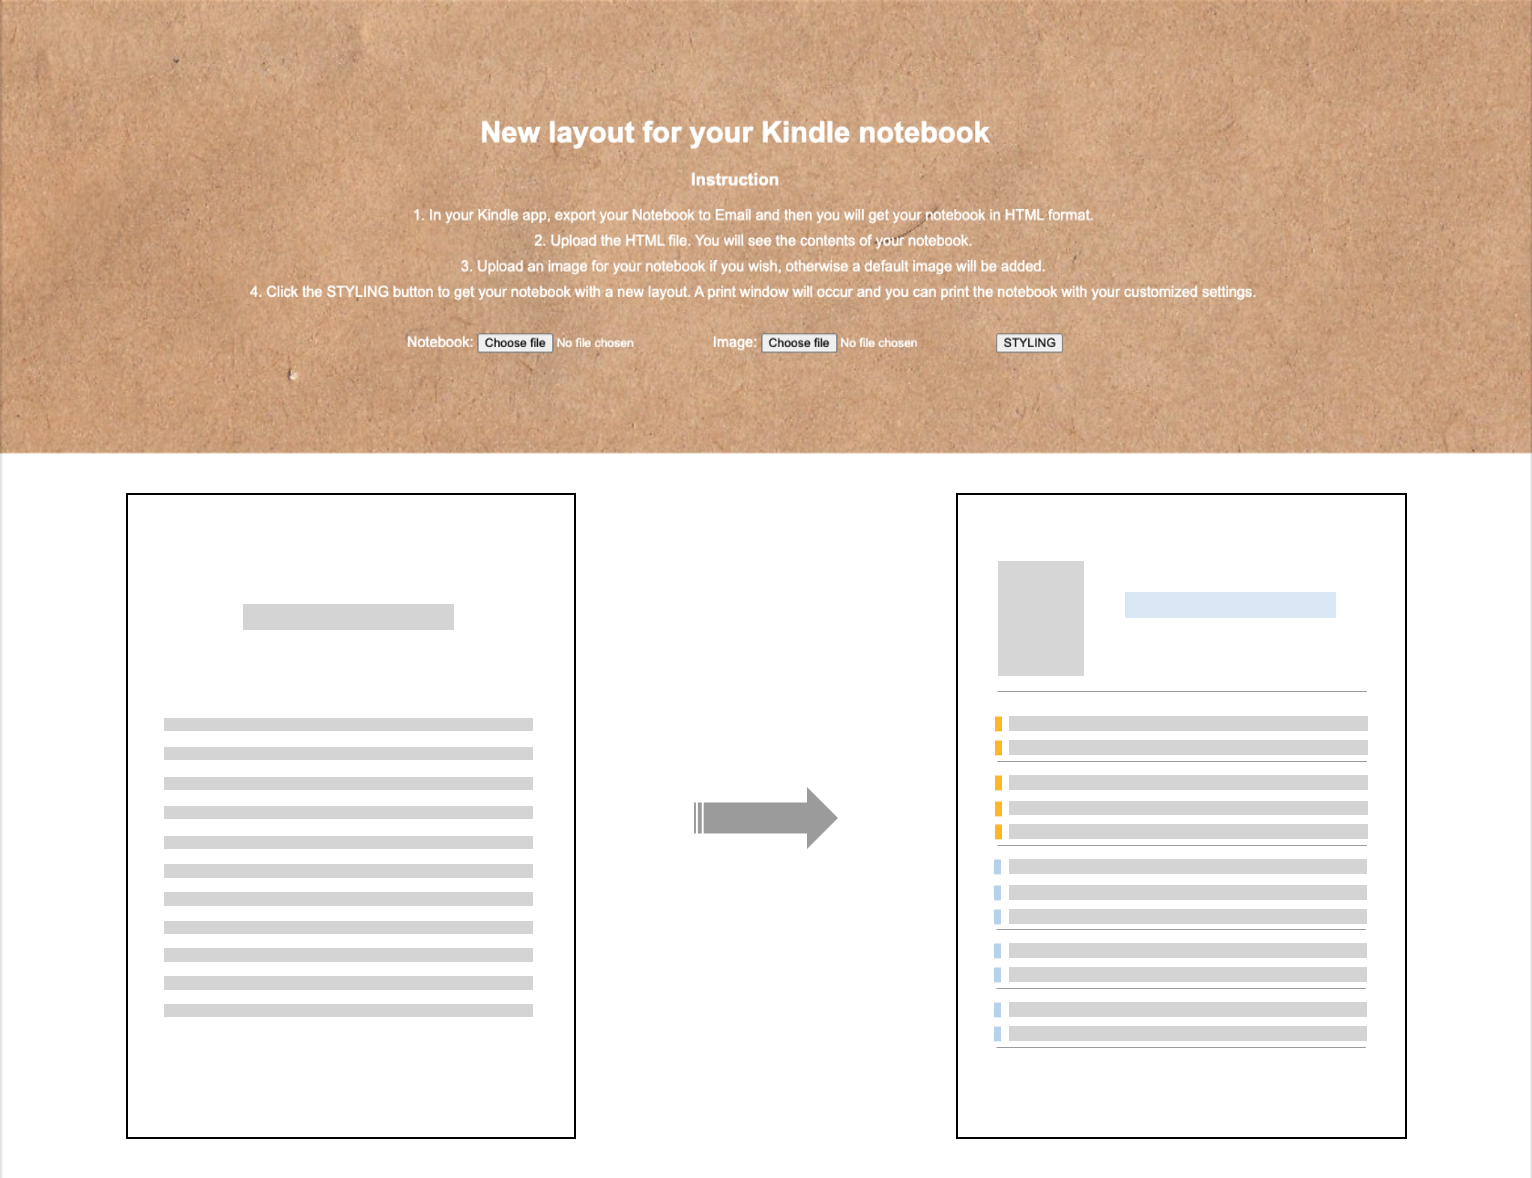 New layout for your Kindle notebook
Instruction
1. In your Kindle app, export your Notebook to Email and then you will get your notebook in HTML format.
2. Upload the HTML file. You will see the contents of your notebook.
3. Upload an image for your notebook if you wish, otherwise a default image will be added.
4. Click the STYLING button to get your notebook with a new layout. A print window will occur and you can print the notebook with your customized settings.
Notebook: Choose file No file chosen Image: Choose file No file chosen STYLING